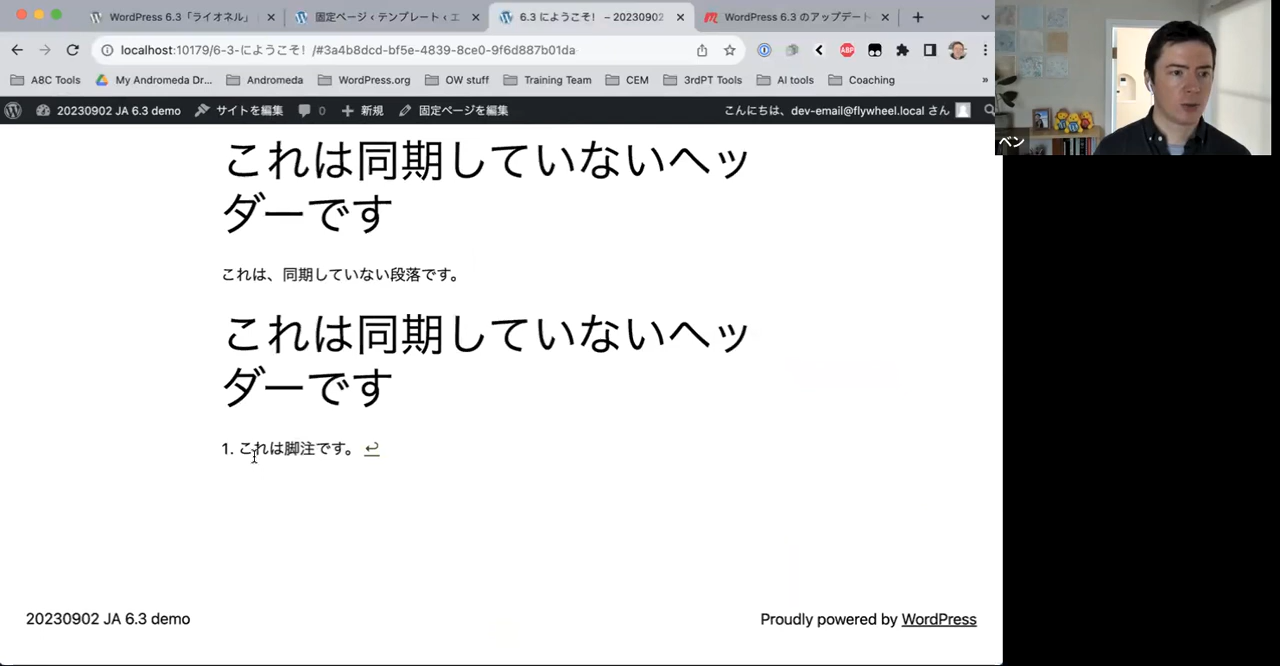 WordPress 6.3「ライオネル」
固定ページ ‹ テンプレート ‹ エ
6.3 にようこそ! – 20230902
WordPress 6.3 のアップデート
localhost:10179/6-3-にようこそ! /#3a4b8dcd-bf5e-4839-8ce0-9f6d887b01da
ABP
A8C Tools
My Andromeda Dr...
Andromeda
WordPress.org
OW stuff
Training Team
CEM
3rdPT Tools
AI tools
Coaching
»
20230902 JA 6.3 demo
サイトを編集
0
新規
固定ページを編集
こんにちは、dev-email@flywheel.local さん
ベン
これは同期していないヘッ
ダーです
これは、同期していない段落です。
これは同期していないヘッ
ダーです
1. これは脚注です。 ↩
20230902 JA 6.3 demo
Proudly powered by WordPress